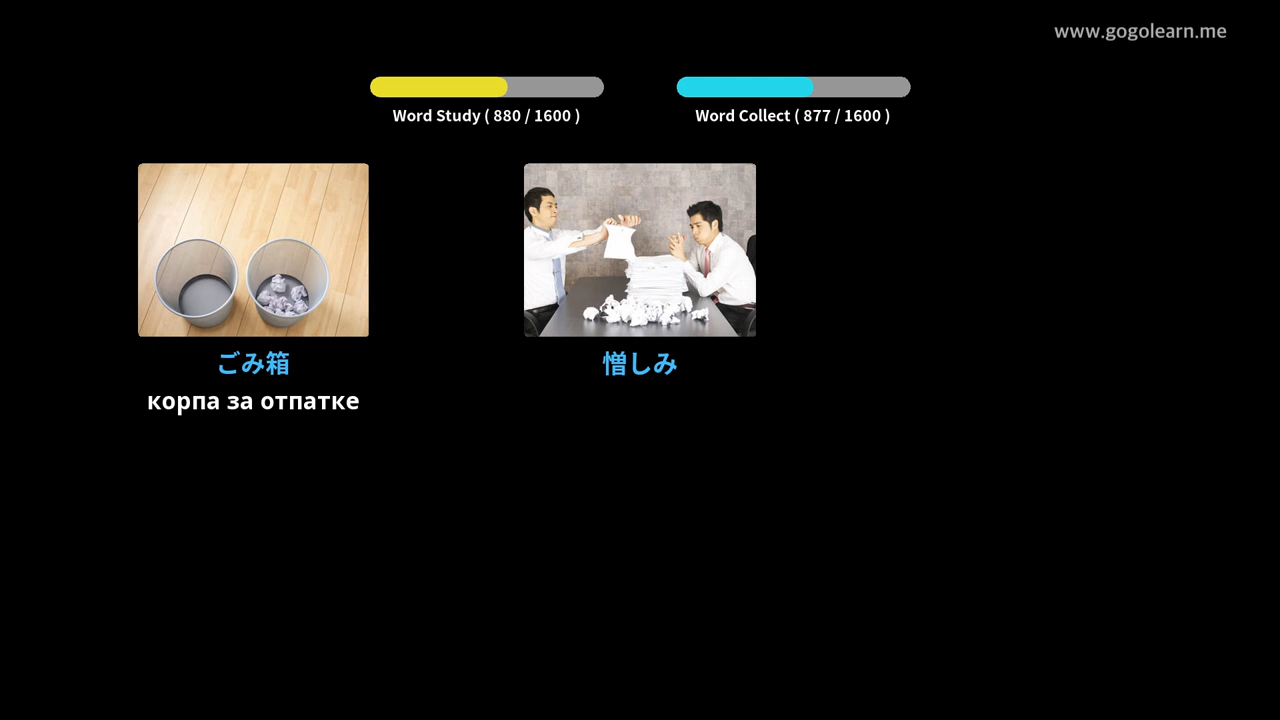 www.gogolearn.me
Word Study ( 880 / 1600 )
Word Collect ( 877 / 1600 )
ごみ箱
憎しみ
корпа за отпатке